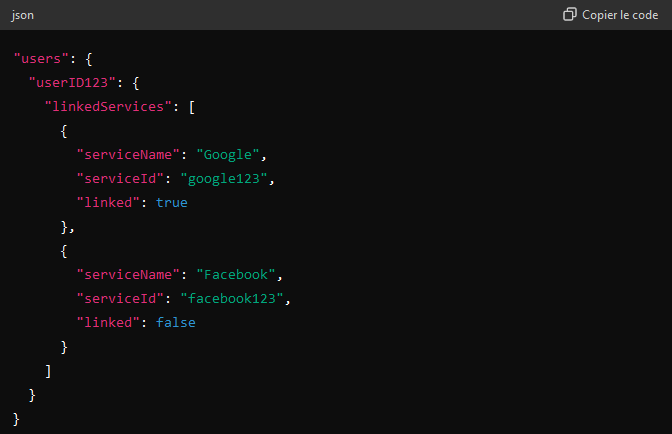 json
Copier le code
"users": {
  "userID123": {
    "linkedServices": [
      {
        "serviceName": "Google",
        "serviceId": "google123",
        "linked": true
      },
      {
        "serviceName": "Facebook",
        "serviceId": "facebook123",
        "linked": false
      }
    ]
  }
}